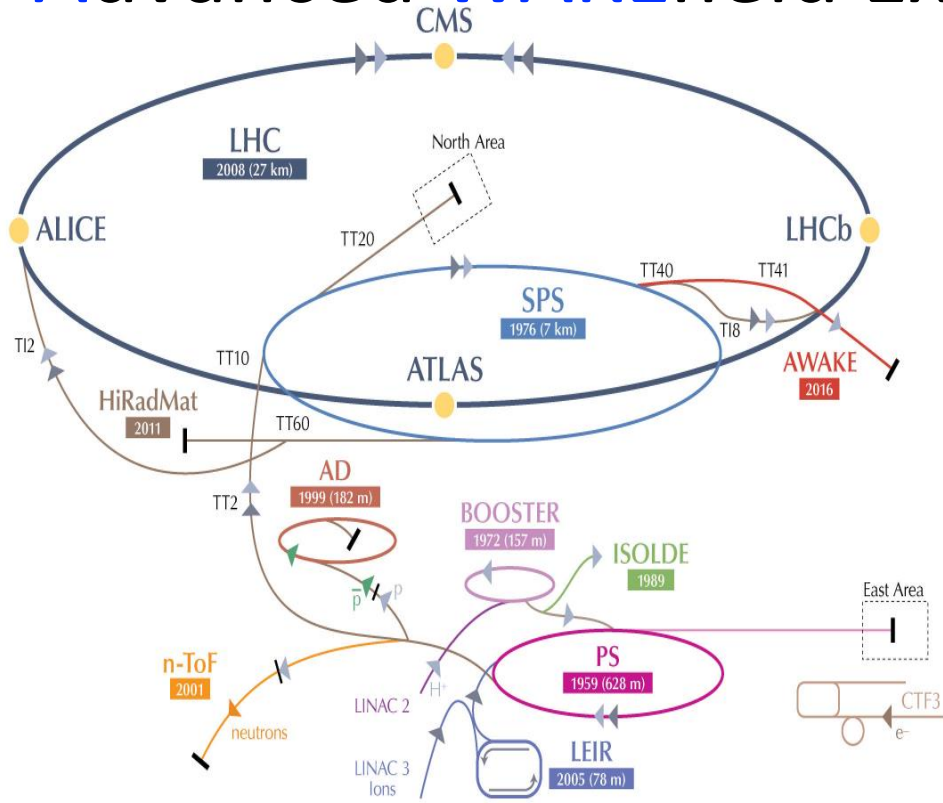 CMS
LHC
2008 (27 km)
North Area
ALICE
TT20
LHCb
TT40
TT41
SPS
1976 (7 km)
TI8
TI2
TT10
ATLAS
AWAKE
2016
HiRadMat
2011
TT60
AD
1999 (182 m)
TT2
BOOSTER
1972 (157 m)
ISOLDE
1989
p̅
p
East Area
n-ToF
2001
PS
1959 (628 m)
H⁺
LINAC 2
neutrons
CTF3
e⁻
LINAC 3
Ions
LEIR
2005 (78 m)